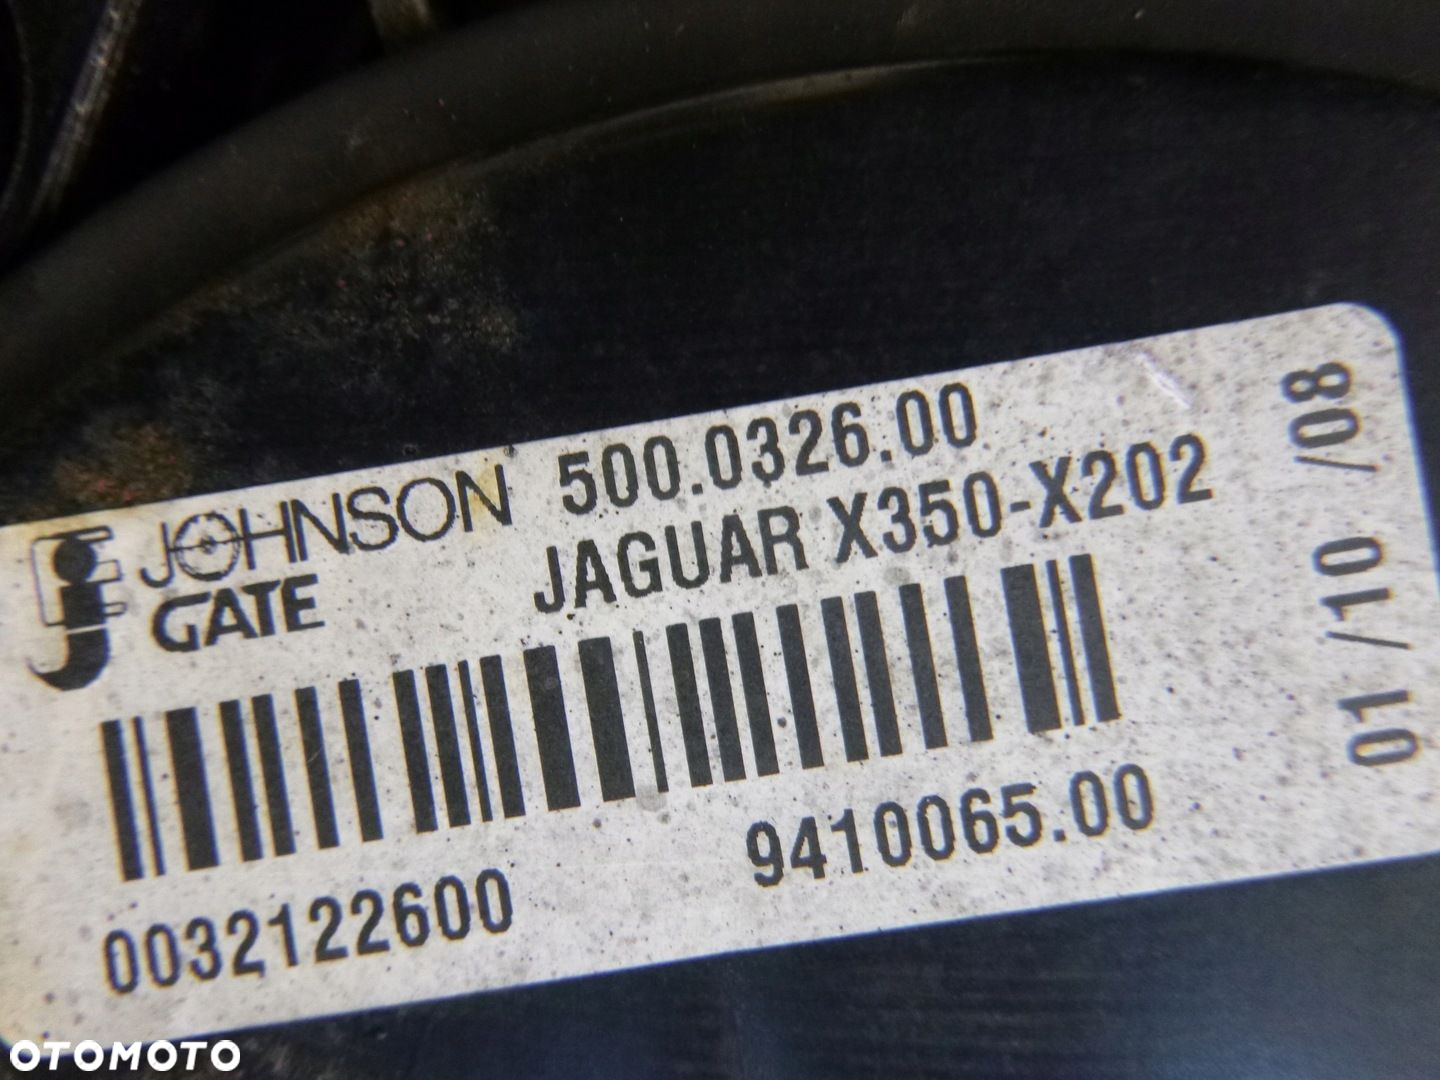 JOHNSON
GATE
500.0326.00
JAGUAR X350-X202
01/10/08
0032122600
9410065.00
OTOMOTO